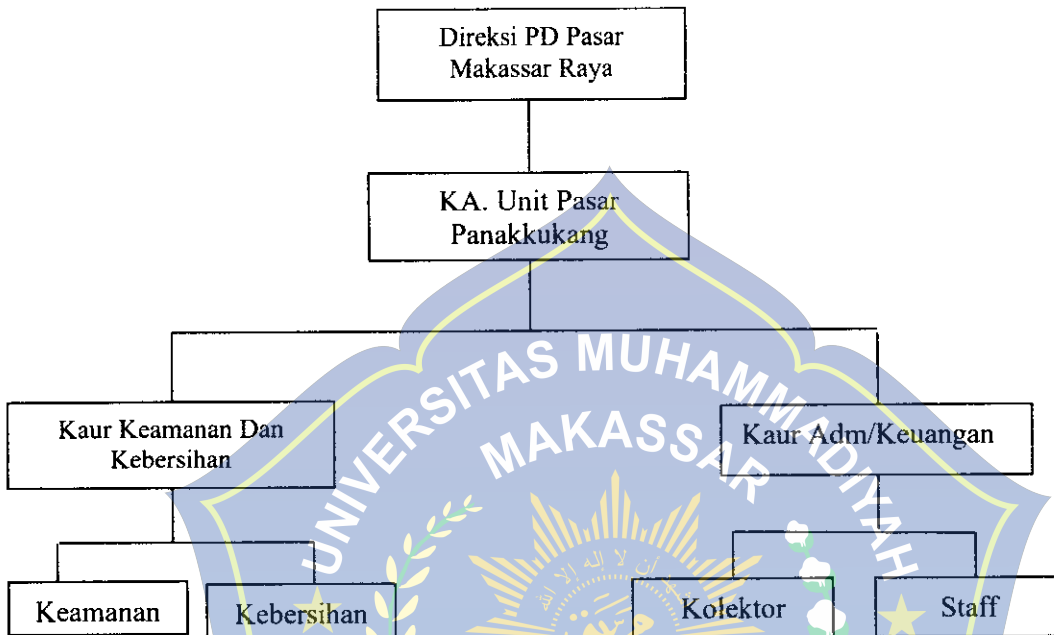 Direksi PD Pasar
Makassar Raya
KA. Unit Pasar
Panakkukang
UNIVERSITAS MUHAMMADIYAH
MAKASSAR
Kaur Keamanan Dan
Kebersihan
Kaur Adm/Keuangan
Keamanan
Kebersihan
Kolektor
Staff